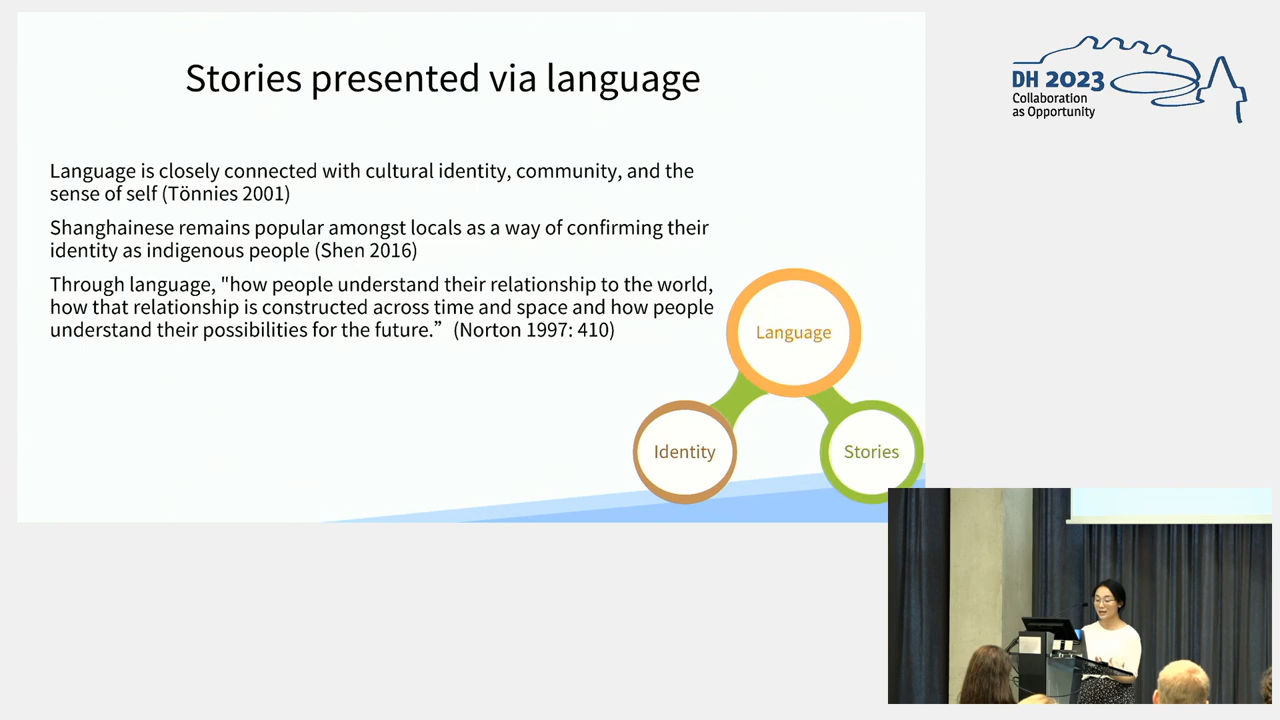 Stories presented via language
Language is closely connected with cultural identity, community, and the
sense of self (Tönnies 2001)
Shanghainese remains popular amongst locals as a way of confirming their
identity as indigenous people (Shen 2016)
Through language, "how people understand their relationship to the world,
how that relationship is constructed across time and space and how people
understand their possibilities for the future.” (Norton 1997: 410)
Language
Identity
Stories
DH 2023
Collaboration
as Opportunity